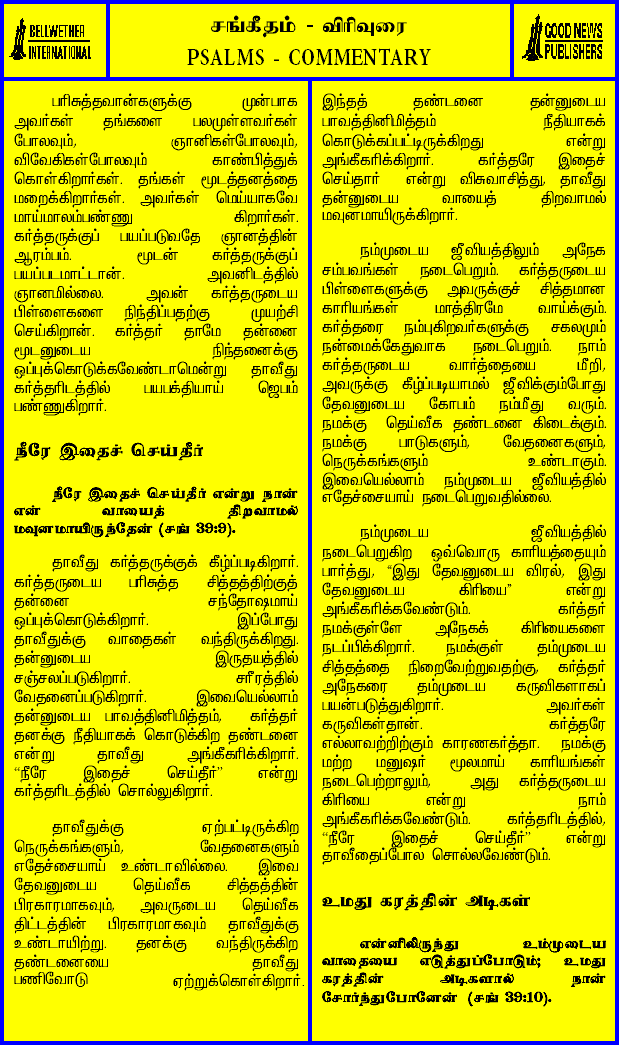 BELLWETHER
INTERNATIONAL
சங்கீதம் - விரிவுரை
PSALMS - COMMENTARY
GOOD NEWS
PUBLISHERS
பரிசுத்தவான்களுக்கு முன்பாக
அவர்கள் தங்களை பலமுள்ளவர்கள்
போலவும், ஞானிகள்போலவும்,
விவேகிகள்போலவும் காண்பித்துக்
கொள்கிறார்கள். தங்கள் மூடத்தனத்தை
மறைக்கிறார்கள். அவர்கள் மெய்யாகவே
மாய்மாலம்பண்ணு கிறார்கள்.
கர்த்தருக்குப் பயப்படுவதே ஞானத்தின்
ஆரம்பம். மூடன் கர்த்தருக்குப்
பயப்படமாட்டான். அவனிடத்தில்
ஞானமில்லை. அவன் கர்த்தருடைய
பிள்ளைகளை நிந்திப்பதற்கு முயற்சி
செய்கிறான். கர்த்தர் தாமே தன்னை
மூடனுடைய நிந்தனைக்கு
ஒப்புக்கொடுக்கவேண்டாமென்று தாவீது
கர்த்தரிடத்தில் பயபக்தியாய் ஜெபம்
பண்ணுகிறார்.
நீரே இதைச் செய்தீர்
நீரே இதைச் செய்தீர் என்று நான்
என் வாயைத் திறவாமல்
மவுனமாயிருந்தேன் (சங் 39:9).
தாவீது கர்த்தருக்குக் கீழ்ப்படிகிறார்.
கர்த்தருடைய பரிசுத்த சித்தத்திற்குத்
தன்னை சந்தோஷமாய்
ஒப்புக்கொடுக்கிறார். இப்போது
தாவீதுக்கு வாதைகள் வந்திருக்கிறது.
தன்னுடைய இருதயத்தில்
சஞ்சலப்படுகிறார். சரீரத்தில்
வேதனைப்படுகிறார். இவையெல்லாம்
தன்னுடைய பாவத்தினிமித்தம், கர்த்தர்
தனக்கு நீதியாகக் கொடுக்கிற தண்டனை
என்று தாவீது அங்கீகரிக்கிறார்.
“நீரே இதைச் செய்தீர்” என்று
கர்த்தரிடத்தில் சொல்லுகிறார்.
தாவீதுக்கு ஏற்பட்டிருக்கிற
நெருக்கங்களும், வேதனைகளும்
எதேச்சையாய் உண்டாவில்லை. இவை
தேவனுடைய தெய்வீக சித்தத்தின்
பிரகாரமாகவும், அவருடைய தெய்வீக
திட்டத்தின் பிரகாரமாகவும் தாவீதுக்கு
உண்டாயிற்று. தனக்கு வந்திருக்கிற
தண்டனையை தாவீது
பணிவோடு ஏற்றுக்கொள்கிறார்.
இந்தத் தண்டனை தன்னுடைய
பாவத்தினிமித்தம் நீதியாகக்
கொடுக்கப்பட்டிருக்கிறது என்று
அங்கீகரிக்கிறார். கர்த்தரே இதைச்
செய்தார் என்று விசுவாசித்து, தாவீது
தன்னுடைய வாயைத் திறவாமல்
மவுனமாயிருக்கிறார்.
நம்முடைய ஜீவியத்திலும் அநேக
சம்பவங்கள் நடைபெறும். கர்த்தருடைய
பிள்ளைகளுக்கு அவருக்குச் சித்தமான
காரியங்கள் மாத்திரமே வாய்க்கும்.
கர்த்தரை நம்புகிறவர்களுக்கு சகலமும்
நன்மைக்கேதுவாக நடைபெறும். நாம்
கர்த்தருடைய வார்த்தையை மீறி,
அவருக்கு கீழ்ப்படியாமல் ஜீவிக்கும்போது
தேவனுடைய கோபம் நம்மீது வரும்.
நமக்கு தெய்வீக தண்டனை கிடைக்கும்.
நமக்கு பாடுகளும், வேதனைகளும்,
நெருக்கங்களும் உண்டாகும்.
இவையெல்லாம் நம்முடைய ஜீவியத்தில்
எதேச்சையாய் நடைபெறுவதில்லை.
நம்முடைய ஜீவியத்தில்
நடைபெறுகிற ஒவ்வொரு காரியத்தையும்
பார்த்து, “இது தேவனுடைய விரல், இது
தேவனுடைய கிரியை” என்று
அங்கீகரிக்கவேண்டும். கர்த்தர்
நமக்குள்ளே அநேகக் கிரியைகளை
நடப்பிக்கிறார். நமக்குள் தம்முடைய
சித்தத்தை நிறைவேற்றுவதற்கு, கர்த்தர்
அநேகரை தம்முடைய கருவிகளாகப்
பயன்படுத்துகிறார். அவர்கள்
கருவிகள்தான். கர்த்தரே
எல்லாவற்றிற்கும் காரணகர்த்தா. நமக்கு
மற்ற மனுஷர் மூலமாய் காரியங்கள்
நடைபெற்றாலும், அது கர்த்தருடைய
கிரியை என்று நாம்
அங்கீகரிக்கவேண்டும். கர்த்தரிடத்தில்,
“நீரே இதைச் செய்தீர்” என்று
தாவீதைப்போல சொல்லவேண்டும்.
உமது கரத்தின் அடிகள்
என்னிலிருந்து உம்முடைய
வாதையை எடுத்துப்போடும்; உமது
கரத்தின் அடிகளால் நான்
சோர்ந்துபோனேன் (சங் 39:10).